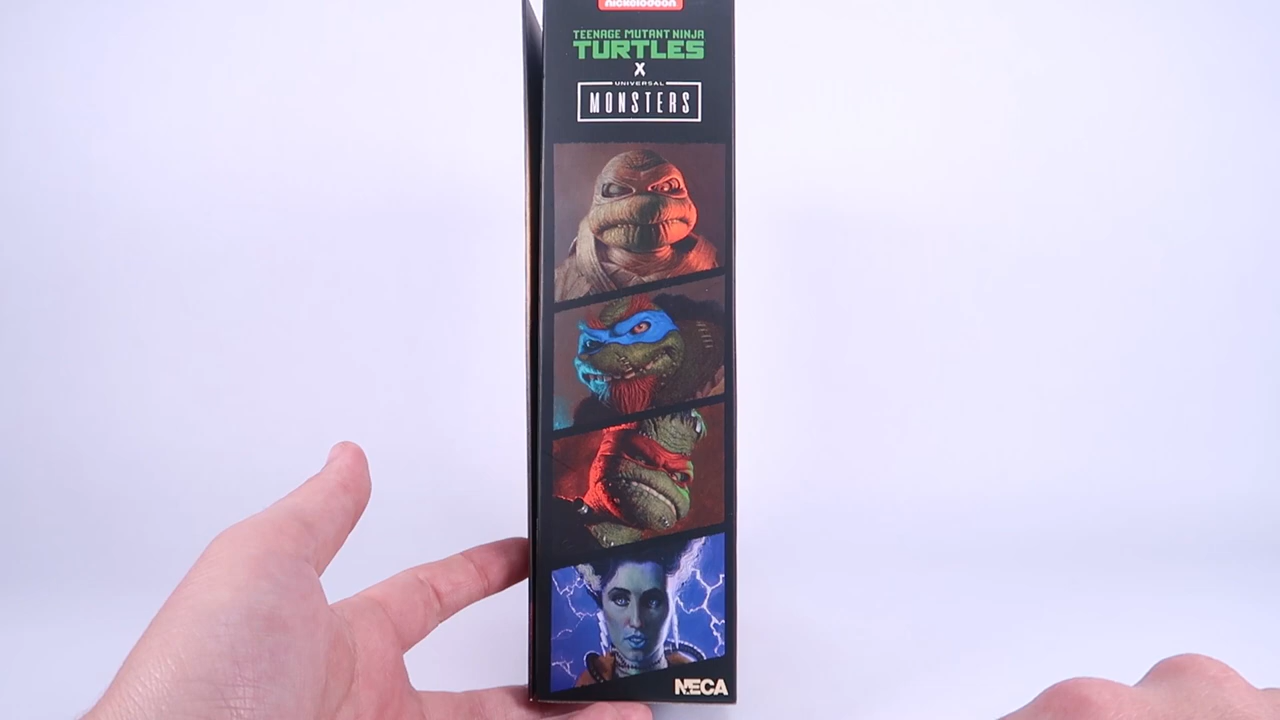 nickelodeon
TEENAGE MUTANT NINJA
TURTLES
X
UNIVERSAL
MONSTERS
NECA